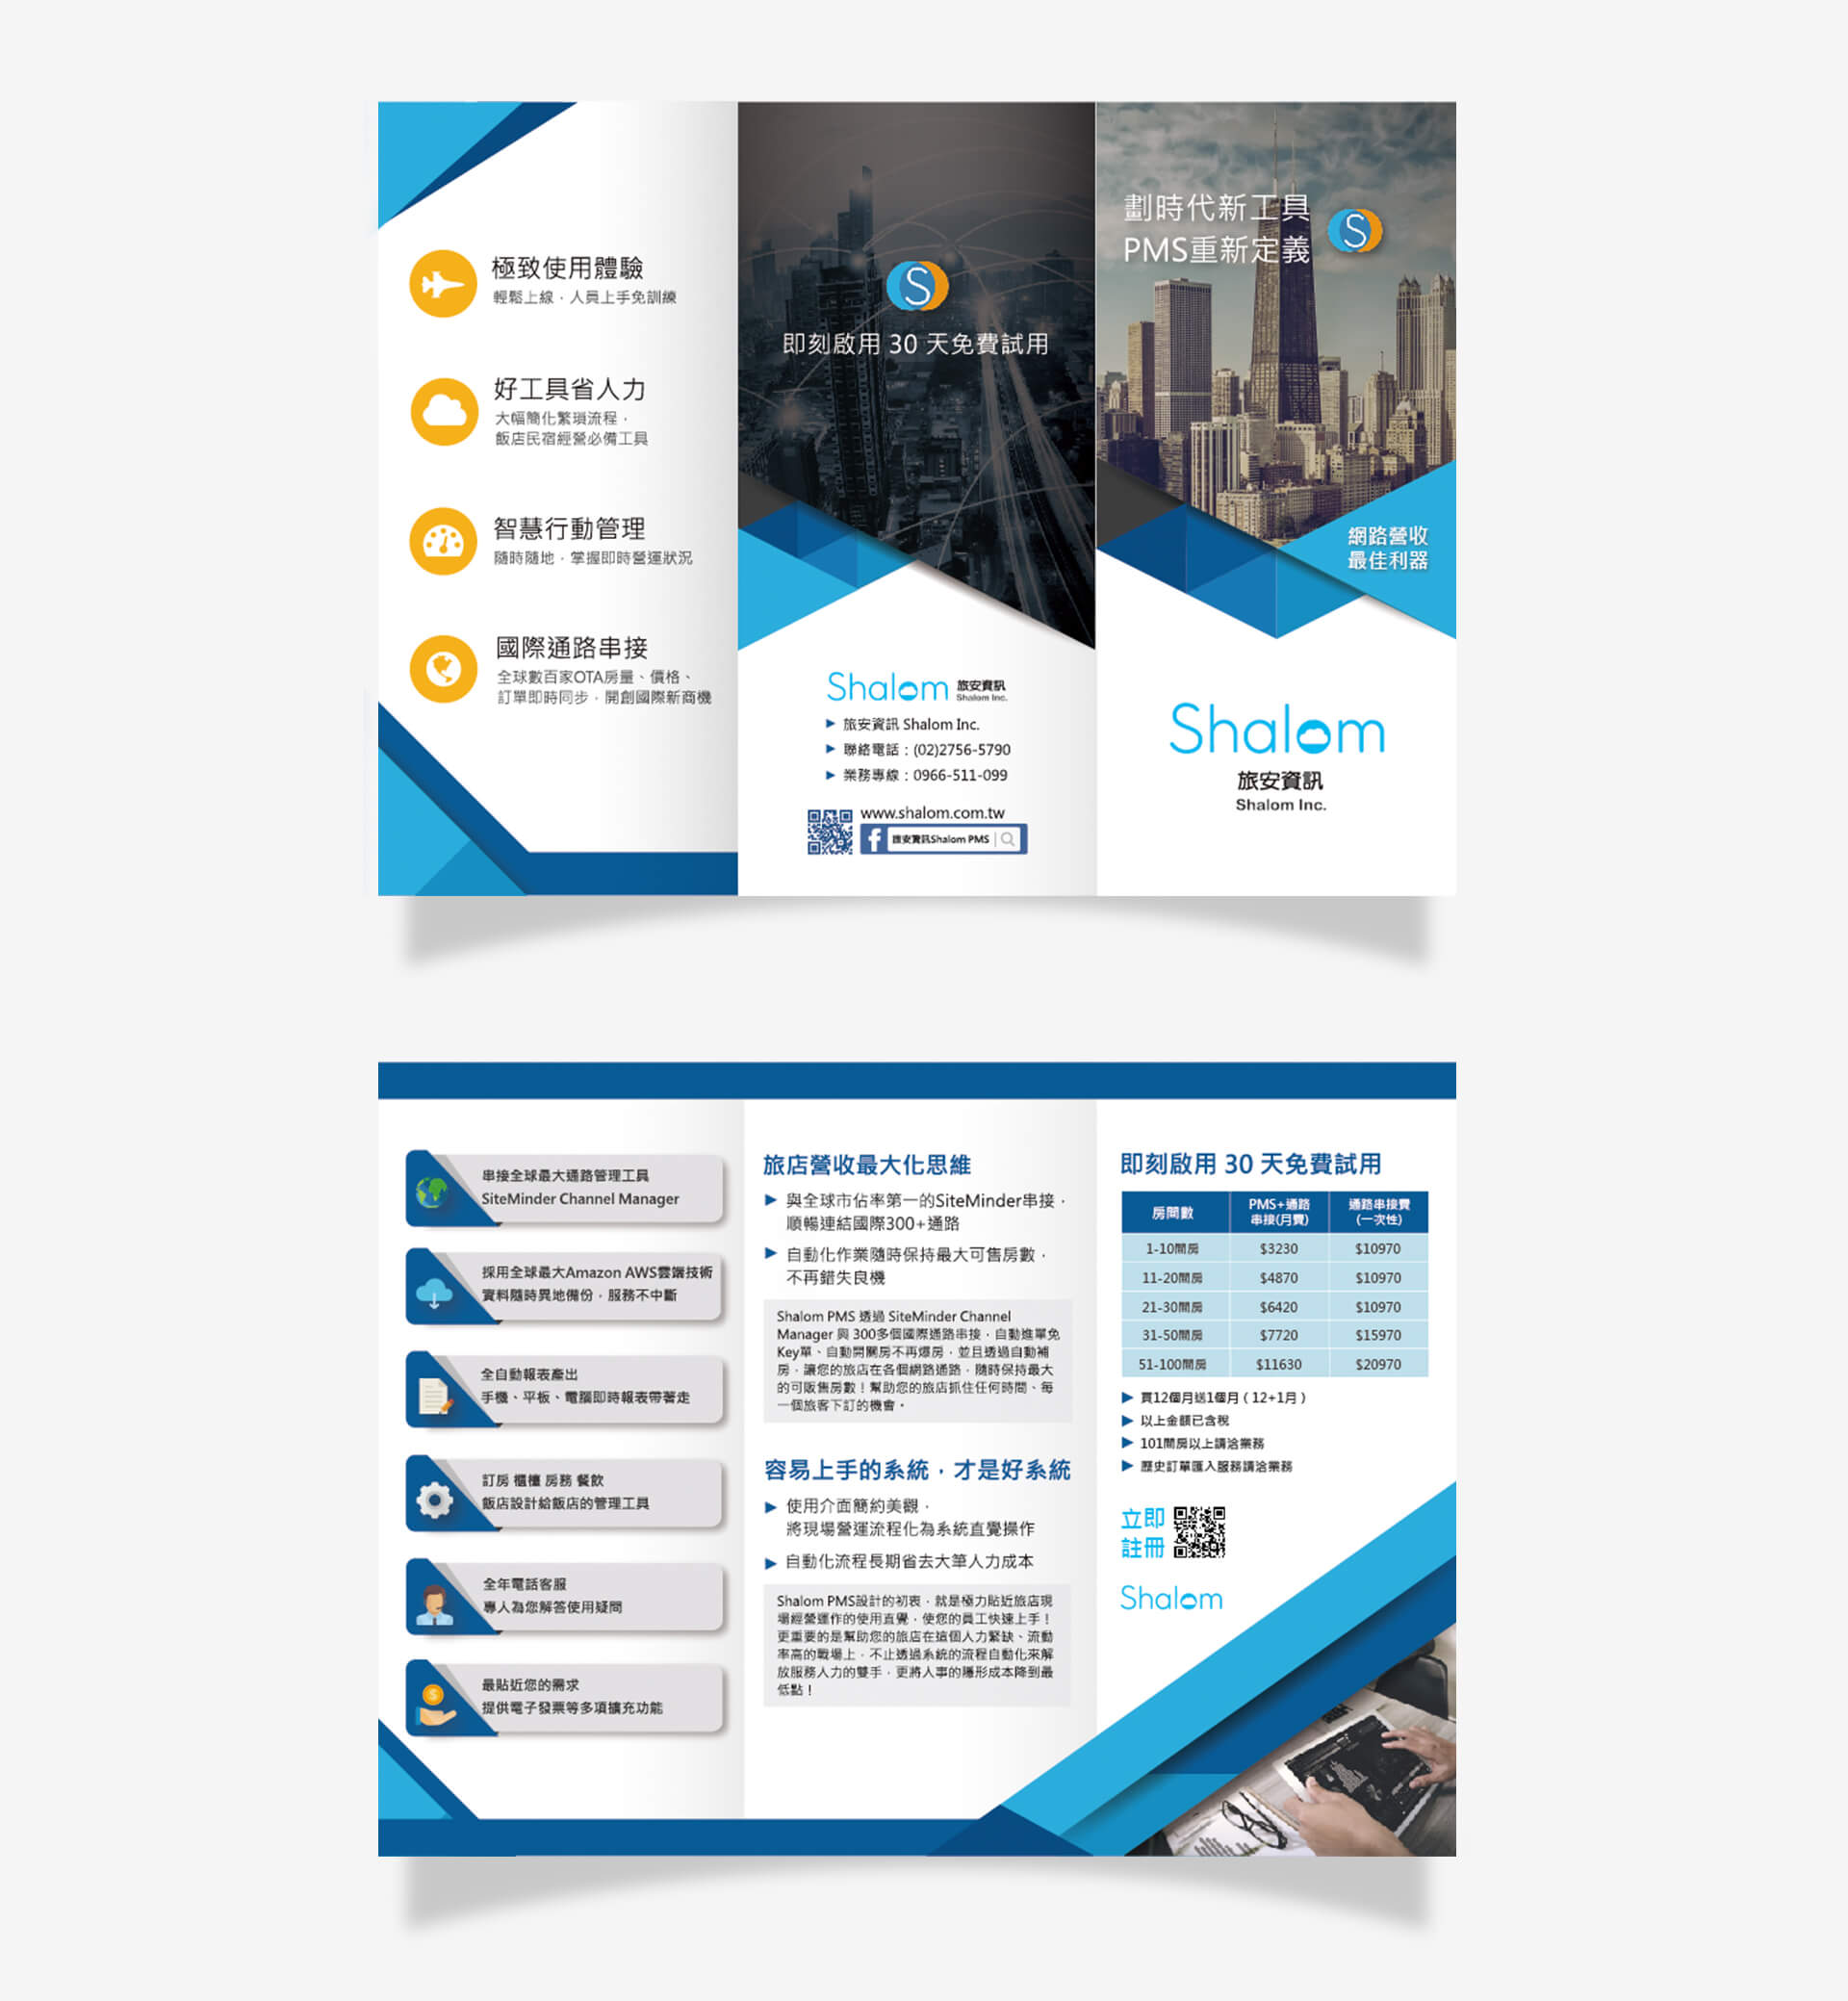 極致使用體驗
輕鬆上線，人員上手免訓練
好工具省人力
大幅簡化繁瑣流程，
飯店民宿經營必備工具
智慧行動管理
隨時隨地，掌握即時營運狀況
國際通路串接
全球數百家OTA房量、價格、
訂單即時同步，開創國際新商機
S
即刻啟用 30 天免費試用
Shalom 旅安資訊
Shalom Inc.
旅安資訊 Shalom Inc.
聯絡電話：(02)2756-5790
業務專線：0966-511-099
www.shalom.com.tw
f 旅安資訊Shalom PMS
劃時代新工具
PMS重新定義
S
網路營收
最佳利器
Shalom
旅安資訊
Shalom Inc.
串接全球最大通路管理工具
SiteMinder Channel Manager
採用全球最大Amazon AWS雲端技術
資料隨時異地備份，服務不中斷
全自動報表產出
手機、平板、電腦即時報表帶著走
訂房 櫃檯 房務 餐飲
飯店設計給飯店的管理工具
全年電話客服
專人為您解答使用疑問
最貼近您的需求
提供電子發票等多項擴充功能
旅店營收最大化思維
與全球市佔率第一的SiteMinder串接，
順暢連結國際300+通路
自動化作業隨時保持最大可售房數，
不再錯失良機
Shalom PMS 透過 SiteMinder Channel
Manager 與 300多個國際通路串接，自動進單免
Key單、自動開關房不再爆房，並且透過自動補
房，讓您的旅店在各個網路通路，隨時保持最大
的可販售房數！幫助您的旅店抓住任何時間、每
一個旅客下訂的機會。
容易上手的系統，才是好系統
使用介面簡約美觀，
將現場營運流程化為系統直覺操作
自動化流程長期省去大筆人力成本
Shalom PMS設計的初衷，就是極力貼近旅店現
場經營運作的使用直覺，使您的員工快速上手！
更重要的是幫助您的旅店在這個人力緊缺、流動
率高的戰場上，不止透過系統的流程自動化來解
放服務人力的雙手，更將人事的隱形成本降到最
低點！
即刻啟用 30 天免費試用
房間數 PMS+通路串接(月費) 通路串接費(一次性)
1-10間房 $3230 $10970
11-20間房 $4870 $10970
21-30間房 $6420 $10970
31-50間房 $7720 $15970
51-100間房 $11630 $20970
買12個月送1個月（12+1月）
以上金額已含稅
101間房以上請洽業務
歷史訂單匯入服務請洽業務
立即
註冊
Shalom